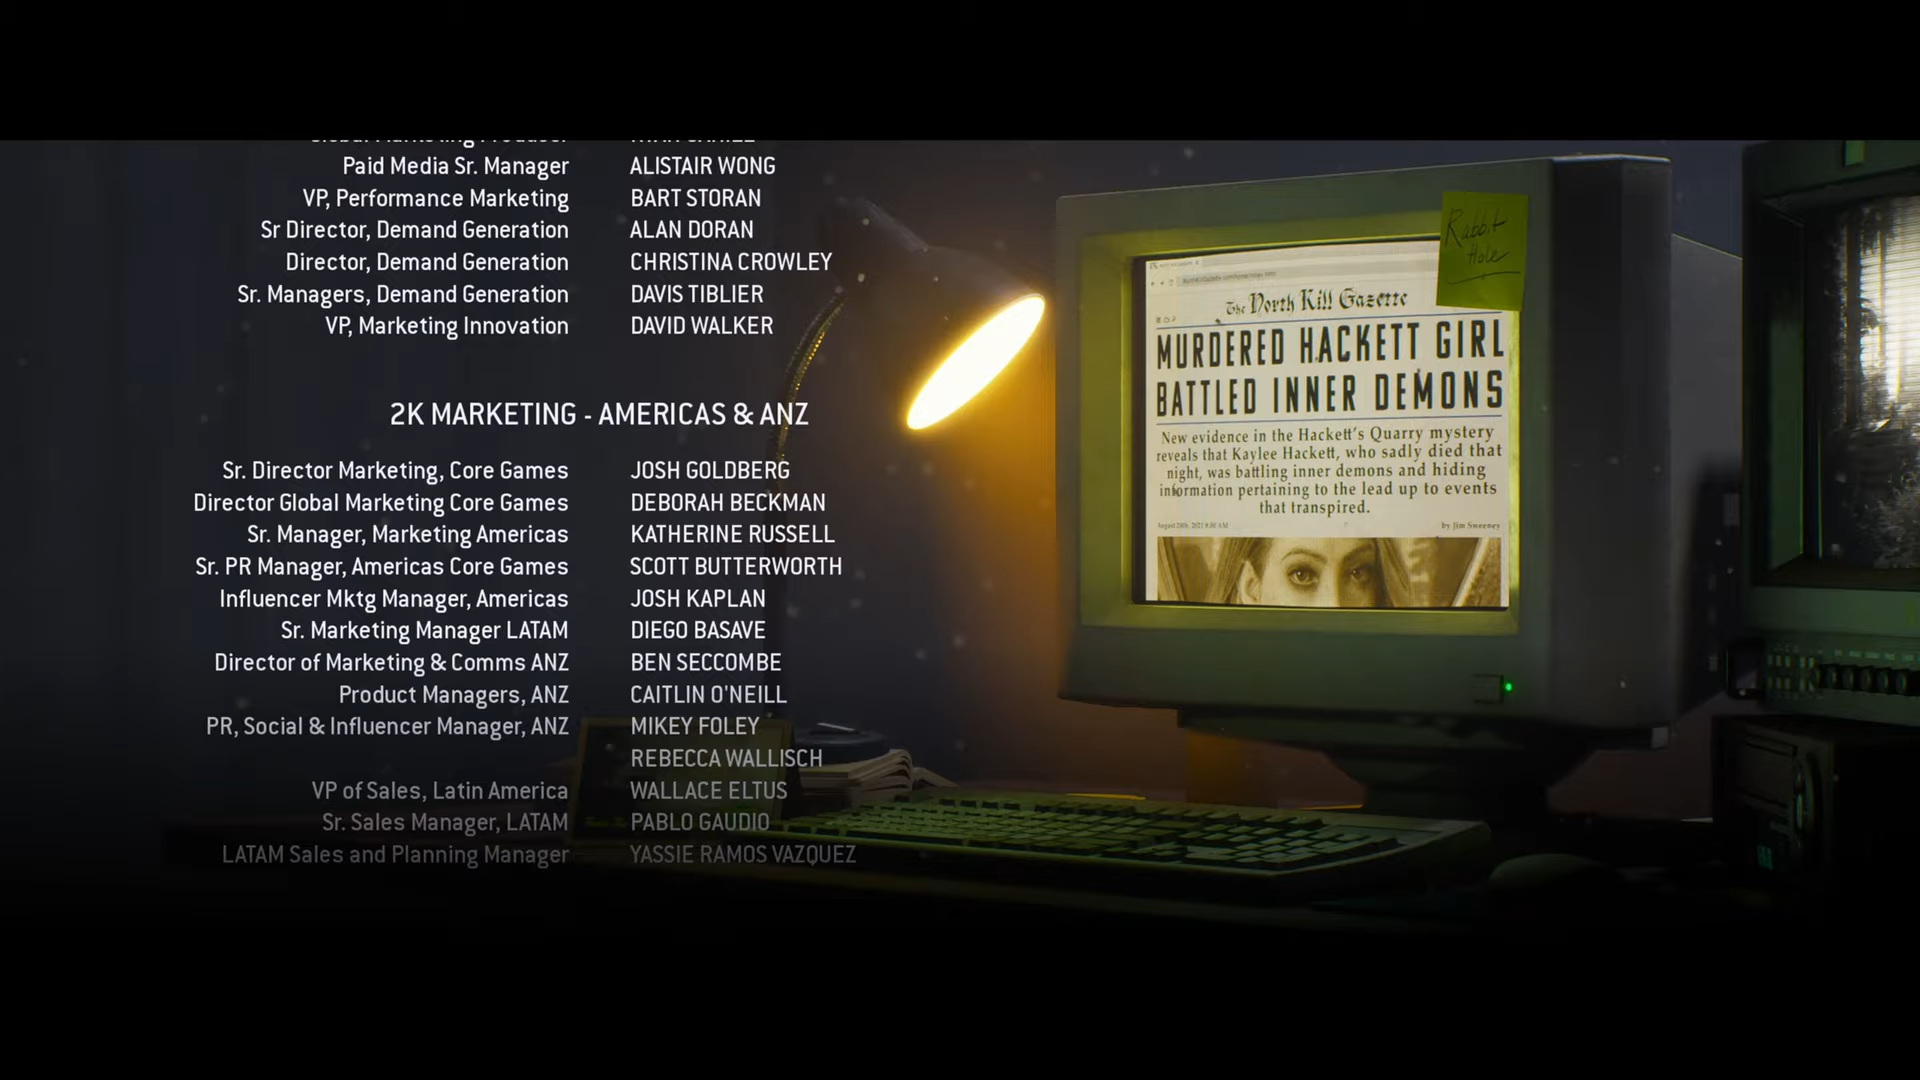 Paid Media Sr. Manager ALISTAIR WONG
VP, Performance Marketing BART STORAN
Sr Director, Demand Generation ALAN DORAN
Director, Demand Generation CHRISTINA CROWLEY
Sr. Managers, Demand Generation DAVIS TIBLIER
VP, Marketing Innovation DAVID WALKER
2K MARKETING - AMERICAS & ANZ
Sr. Director Marketing, Core Games JOSH GOLDBERG
Director Global Marketing Core Games DEBORAH BECKMAN
Sr. Manager, Marketing Americas KATHERINE RUSSELL
Sr. PR Manager, Americas Core Games SCOTT BUTTERWORTH
Influencer Mktg Manager, Americas JOSH KAPLAN
Sr. Marketing Manager LATAM DIEGO BASAVE
Director of Marketing & Comms ANZ BEN SECCOMBE
Product Managers, ANZ CAITLIN O'NEILL
PR, Social & Influencer Manager, ANZ MIKEY FOLEY
REBECCA WALLISCH
VP of Sales, Latin America WALLACE ELTUS
Sr. Sales Manager, LATAM PABLO GAUDIO
LATAM Sales and Planning Manager YASSIE RAMOS VAZQUEZ
Rabbit
Hole
The North Kill Gazette
MURDERED HACKETT GIRL
BATTLED INNER DEMONS
New evidence in the Hackett's Quarry mystery
reveals that Kaylee Hackett, who sadly died that
night, was battling inner demons and hiding
information pertaining to the lead up to events
that transpired.
August 28th, 2021 9.00 AM by Jim Sweeney